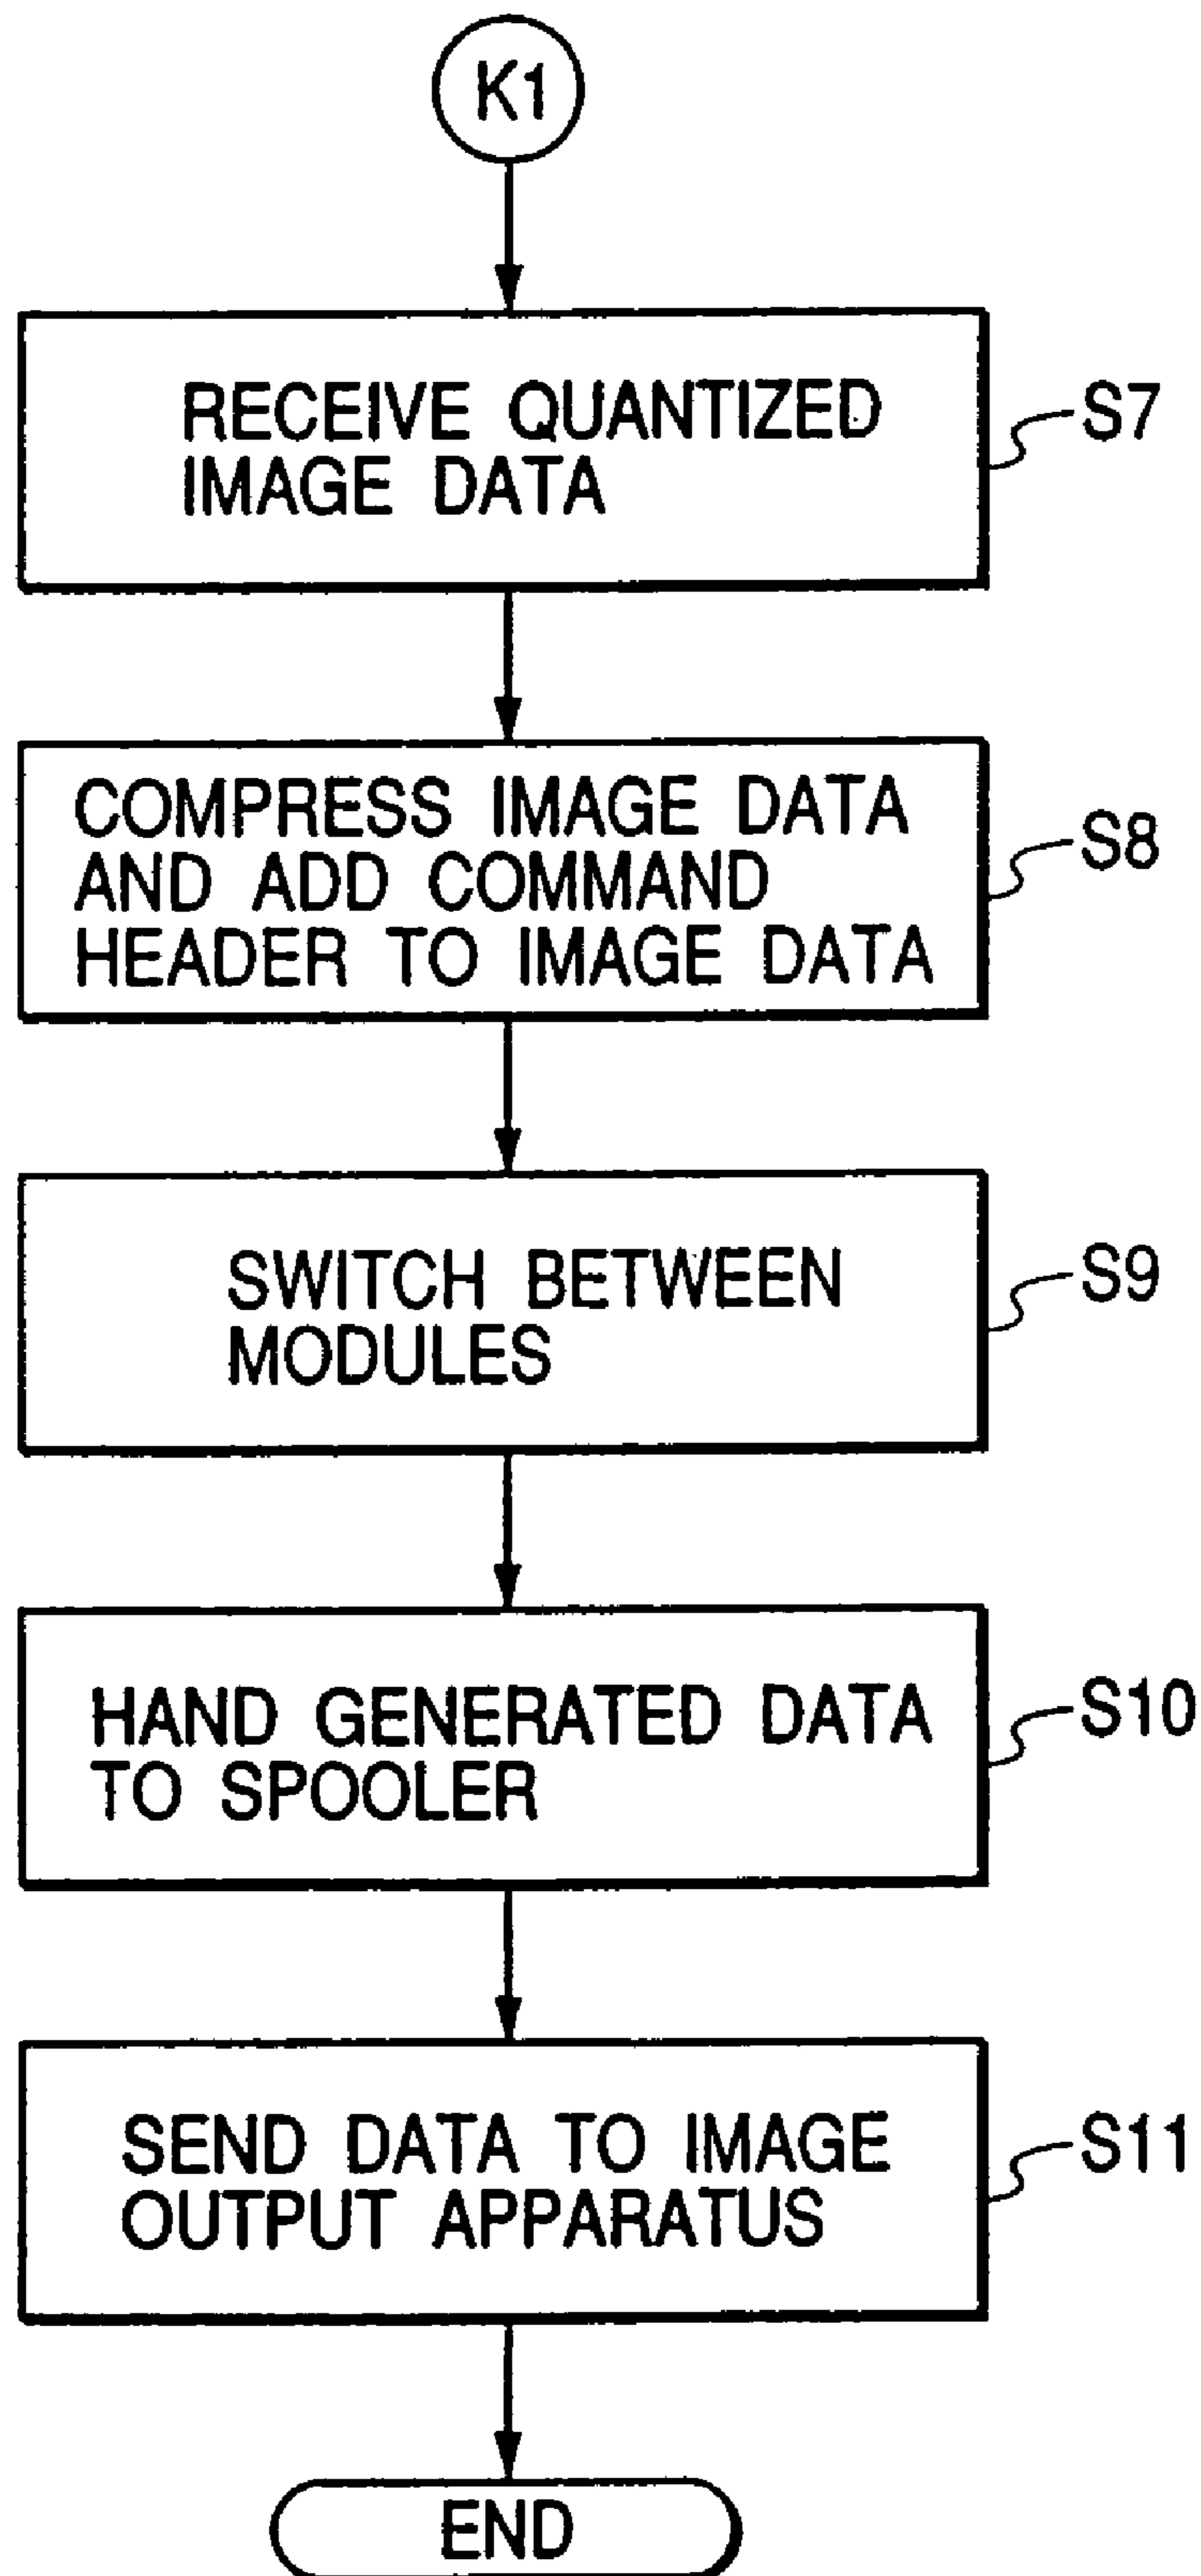 K1
RECEIVE QUANTIZED
IMAGE DATA
S7
COMPRESS IMAGE DATA
AND ADD COMMAND
HEADER TO IMAGE DATA
S8
SWITCH BETWEEN
MODULES
S9
HAND GENERATED DATA
TO SPOOLER
S10
SEND DATA TO IMAGE
OUTPUT APPARATUS
S11
END